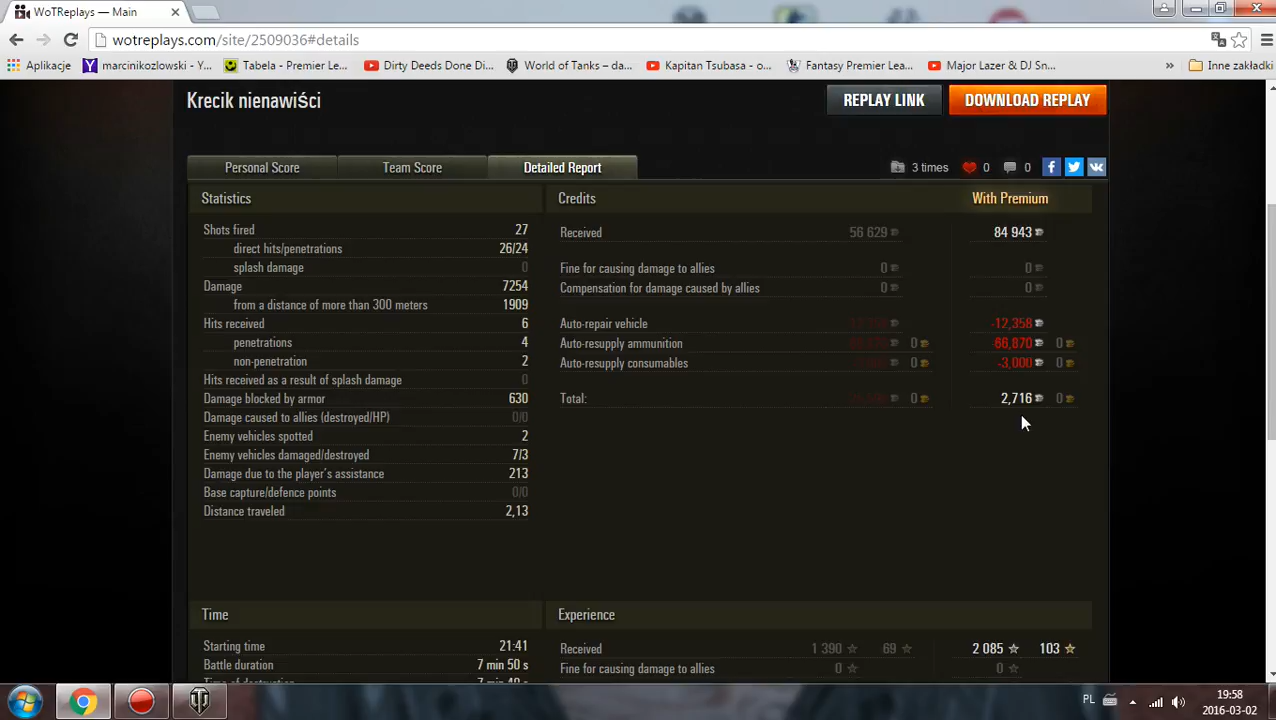 WoTReplays — Main
wotreplays.com/site/2509036#details
Aplikacje
marcinikozlowski - Y...
Tabela - Premier Le...
Dirty Deeds Done Di...
World of Tanks – da...
Kapitan Tsubasa - o...
Fantasy Premier Lea...
Major Lazer & DJ Sn...
»
Inne zakładki
Krecik nienawiści
REPLAY LINK
DOWNLOAD REPLAY
Personal Score
Team Score
Detailed Report
3 times
0
0
Statistics
Shots fired 27
direct hits/penetrations 26/24
splash damage 0
Damage 7254
from a distance of more than 300 meters 1909
Hits received 6
penetrations 4
non-penetration 2
Hits received as a result of splash damage 0
Damage blocked by armor 630
Damage caused to allies (destroyed/HP) 0/0
Enemy vehicles spotted 2
Enemy vehicles damaged/destroyed 7/3
Damage due to the player's assistance 213
Base capture/defence points 0/0
Distance traveled 2,13
Credits With Premium
Received 56 629 84 943
Fine for causing damage to allies 0 0
Compensation for damage caused by allies 0 0
Auto-repair vehicle -12,358
Auto-resupply ammunition 0 -66,870 0
Auto-resupply consumables 0 -3,000 0
Total: 0 2,716 0
Time
Starting time 21:41
Battle duration 7 min 50 s
Experience
Received 1 390 69 2 085 103
Fine for causing damage to allies 0 0
PL
19:58
2016-03-02